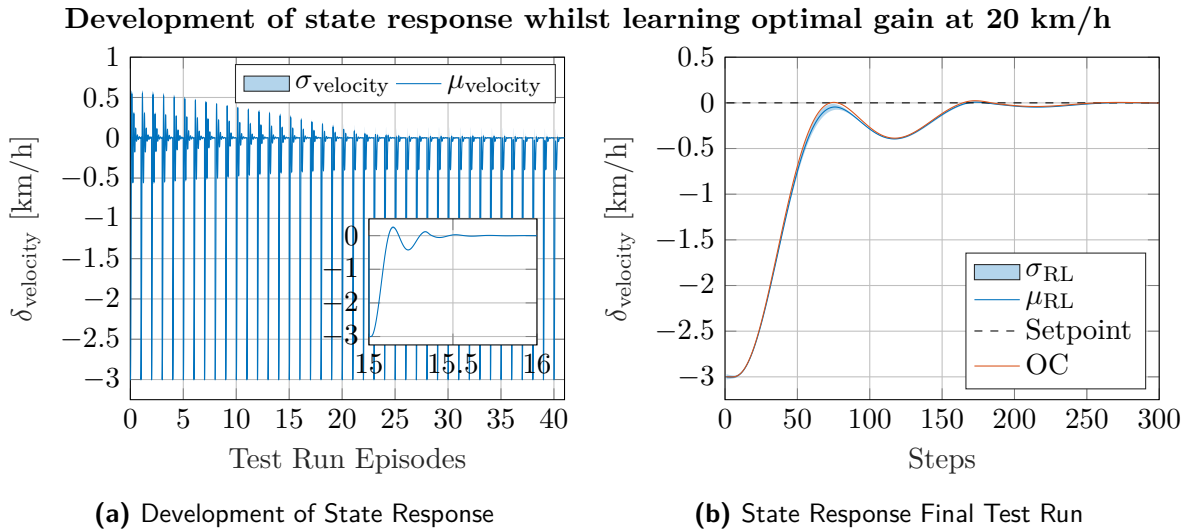 Development of state response whilst learning optimal gain at 20 km/h
1
0.5
0
−0.5
−1
−1.5
−2
−2.5
−3
δvelocity [km/h]
σvelocity μvelocity
0
−1
−2
−3
15 15.5 16
0 5 10 15 20 25 30 35 40
Test Run Episodes
(a) Development of State Response
0.5
0
−0.5
−1
−1.5
−2
−2.5
−3
δvelocity [km/h]
σRL
μRL
Setpoint
OC
0 50 100 150 200 250 300
Steps
(b) State Response Final Test Run